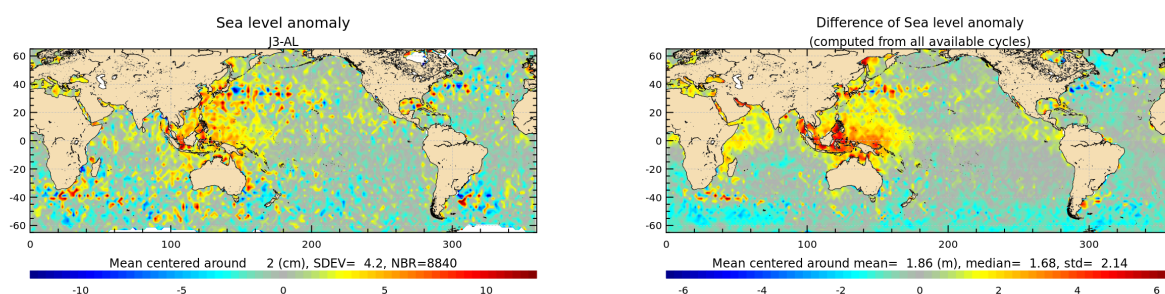 Sea level anomaly
J3-AL
60
40
20
0
-20
-40
-60
0 100 200 300
Mean centered around 2 (cm), SDEV= 4.2, NBR=8840
-10 -5 0 5 10
Difference of Sea level anomaly
(computed from all available cycles)
60
40
20
0
-20
-40
-60
0 100 200 300
Mean centered around mean= 1.86 (m), median= 1.68, std= 2.14
-6 -4 -2 0 2 4 6